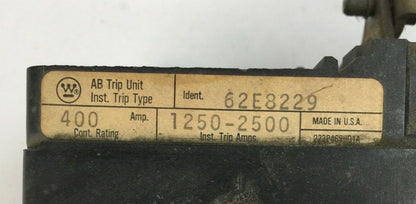 AB Trip Unit
Inst. Trip Type
Ident. 62E8229
400 Amp.
Cont. Rating
1250-2500
Inst. Trip Amps.
MADE IN U.S.A.